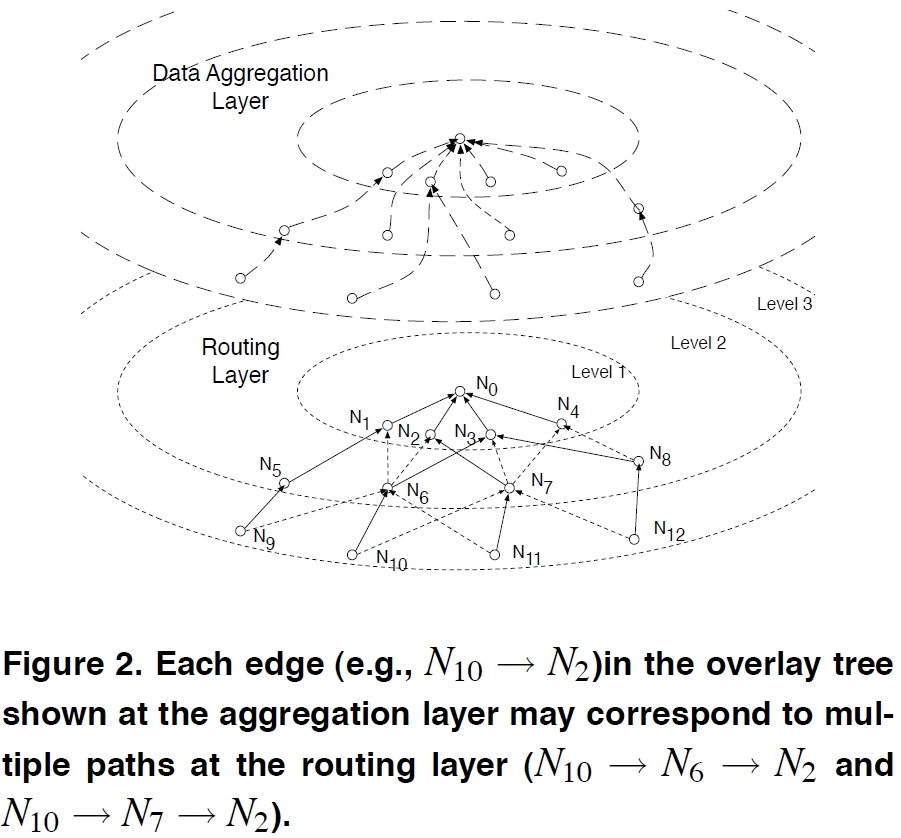 Data Aggregation
Layer
Level 3
Level 2
Routing
Layer
Level 1
N0
N4
N1
N2
N3
N8
N5
N7
N6
N12
N9
N11
N10
Figure 2. Each edge (e.g., N10 → N2)in the overlay tree
shown at the aggregation layer may correspond to mul-
tiple paths at the routing layer (N10 → N6 → N2 and
N10 → N7 → N2).